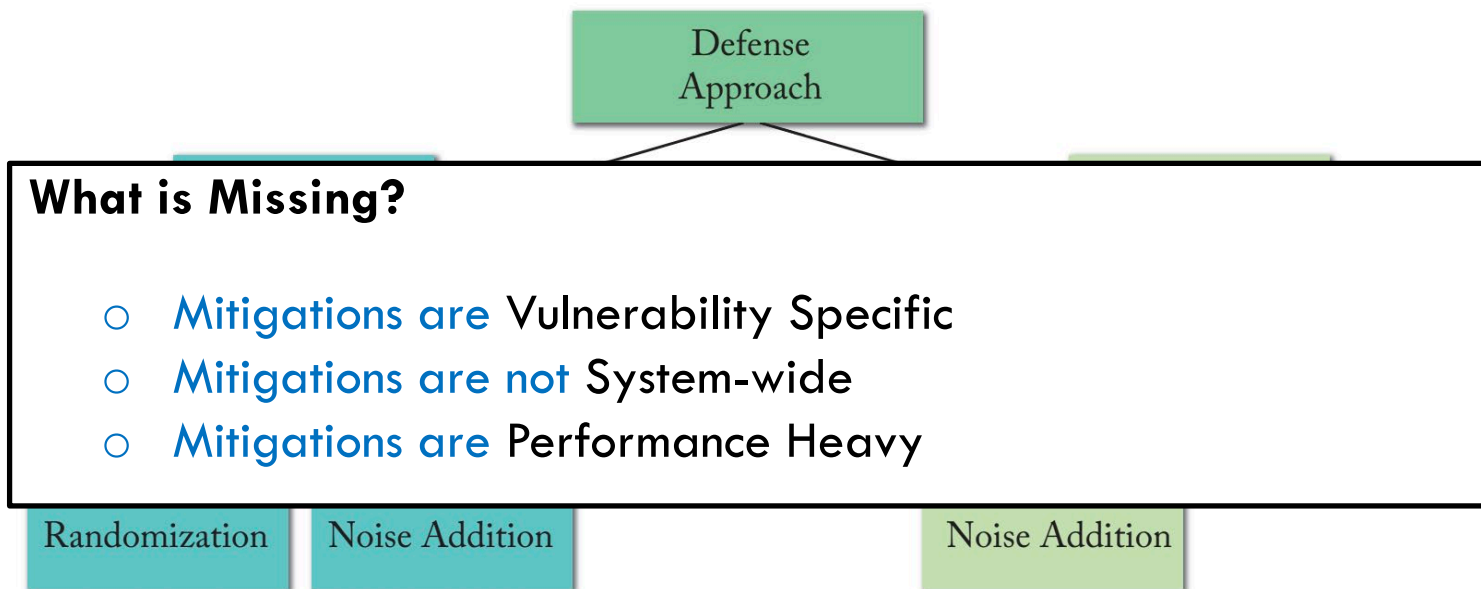 Defense
Approach
What is Missing?
Mitigations are Vulnerability Specific
Mitigations are not System-wide
Mitigations are Performance Heavy
Randomization
Noise Addition
Noise Addition